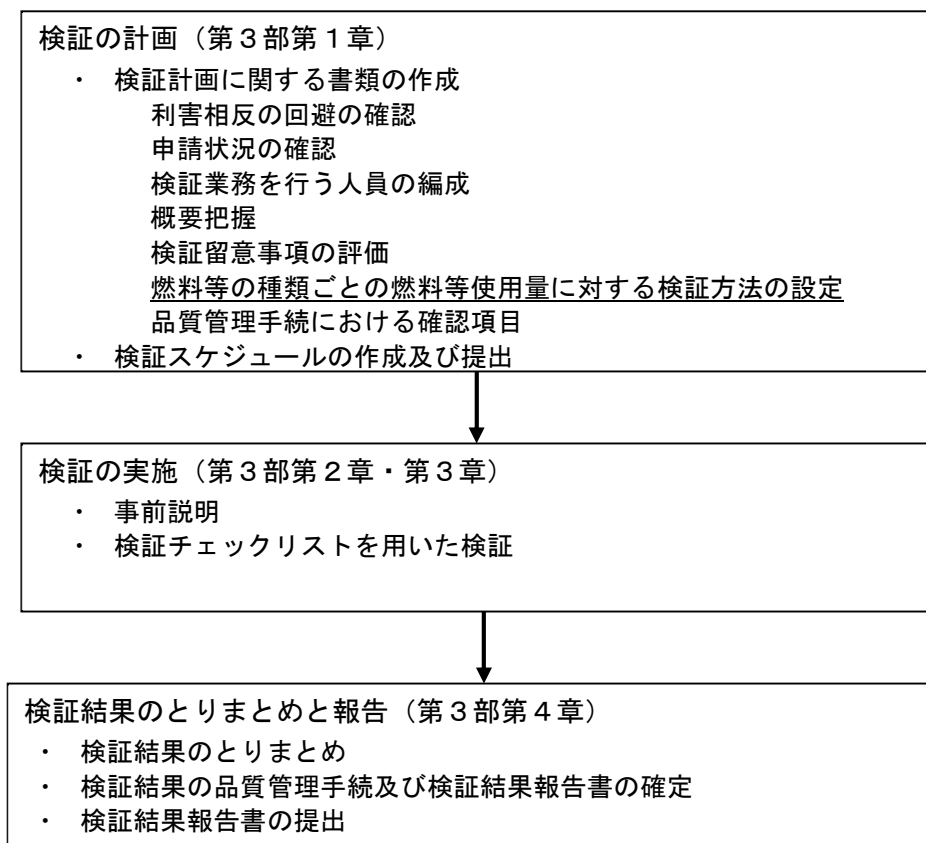 検証の計画（第３部第１章）
・ 検証計画に関する書類の作成
利害相反の回避の確認
申請状況の確認
検証業務を行う人員の編成
概要把握
検証留意事項の評価
燃料等の種類ごとの燃料等使用量に対する検証方法の設定
品質管理手続における確認項目
・ 検証スケジュールの作成及び提出
検証の実施（第３部第２章・第３章）
・ 事前説明
・ 検証チェックリストを用いた検証
検証結果のとりまとめと報告（第３部第４章）
・ 検証結果のとりまとめ
・ 検証結果の品質管理手続及び検証結果報告書の確定
・ 検証結果報告書の提出